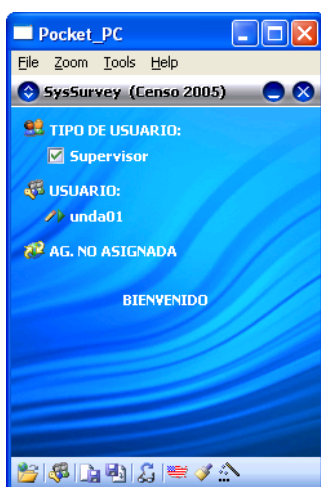 Pocket_PC
File Zoom Tools Help
SysSurvey (Censo 2005)
TIPO DE USUARIO:
Supervisor
USUARIO:
unda01
AG. NO ASIGNADA
BIENVENIDO